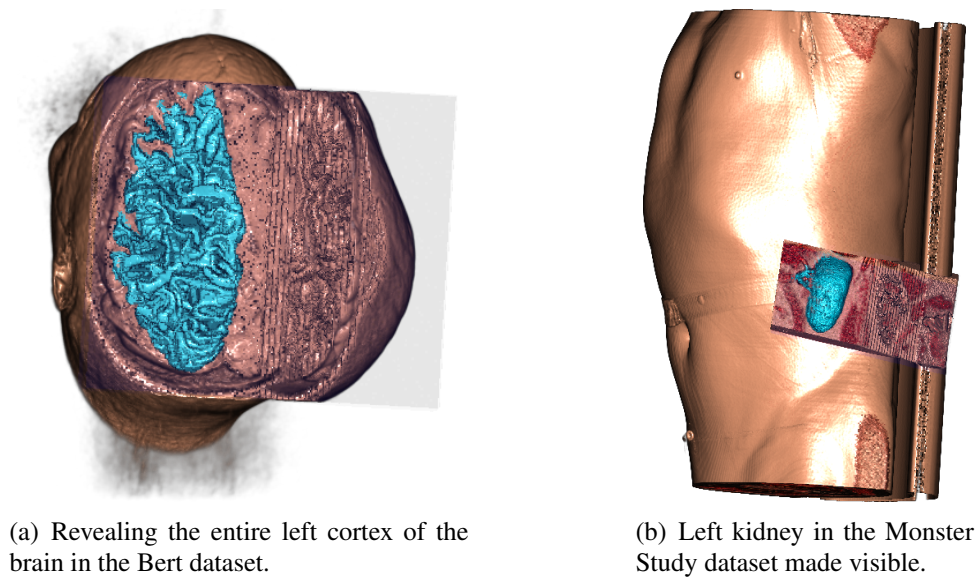 (a) Revealing the entire left cortex of the
brain in the Bert dataset.
(b) Left kidney in the Monster
Study dataset made visible.